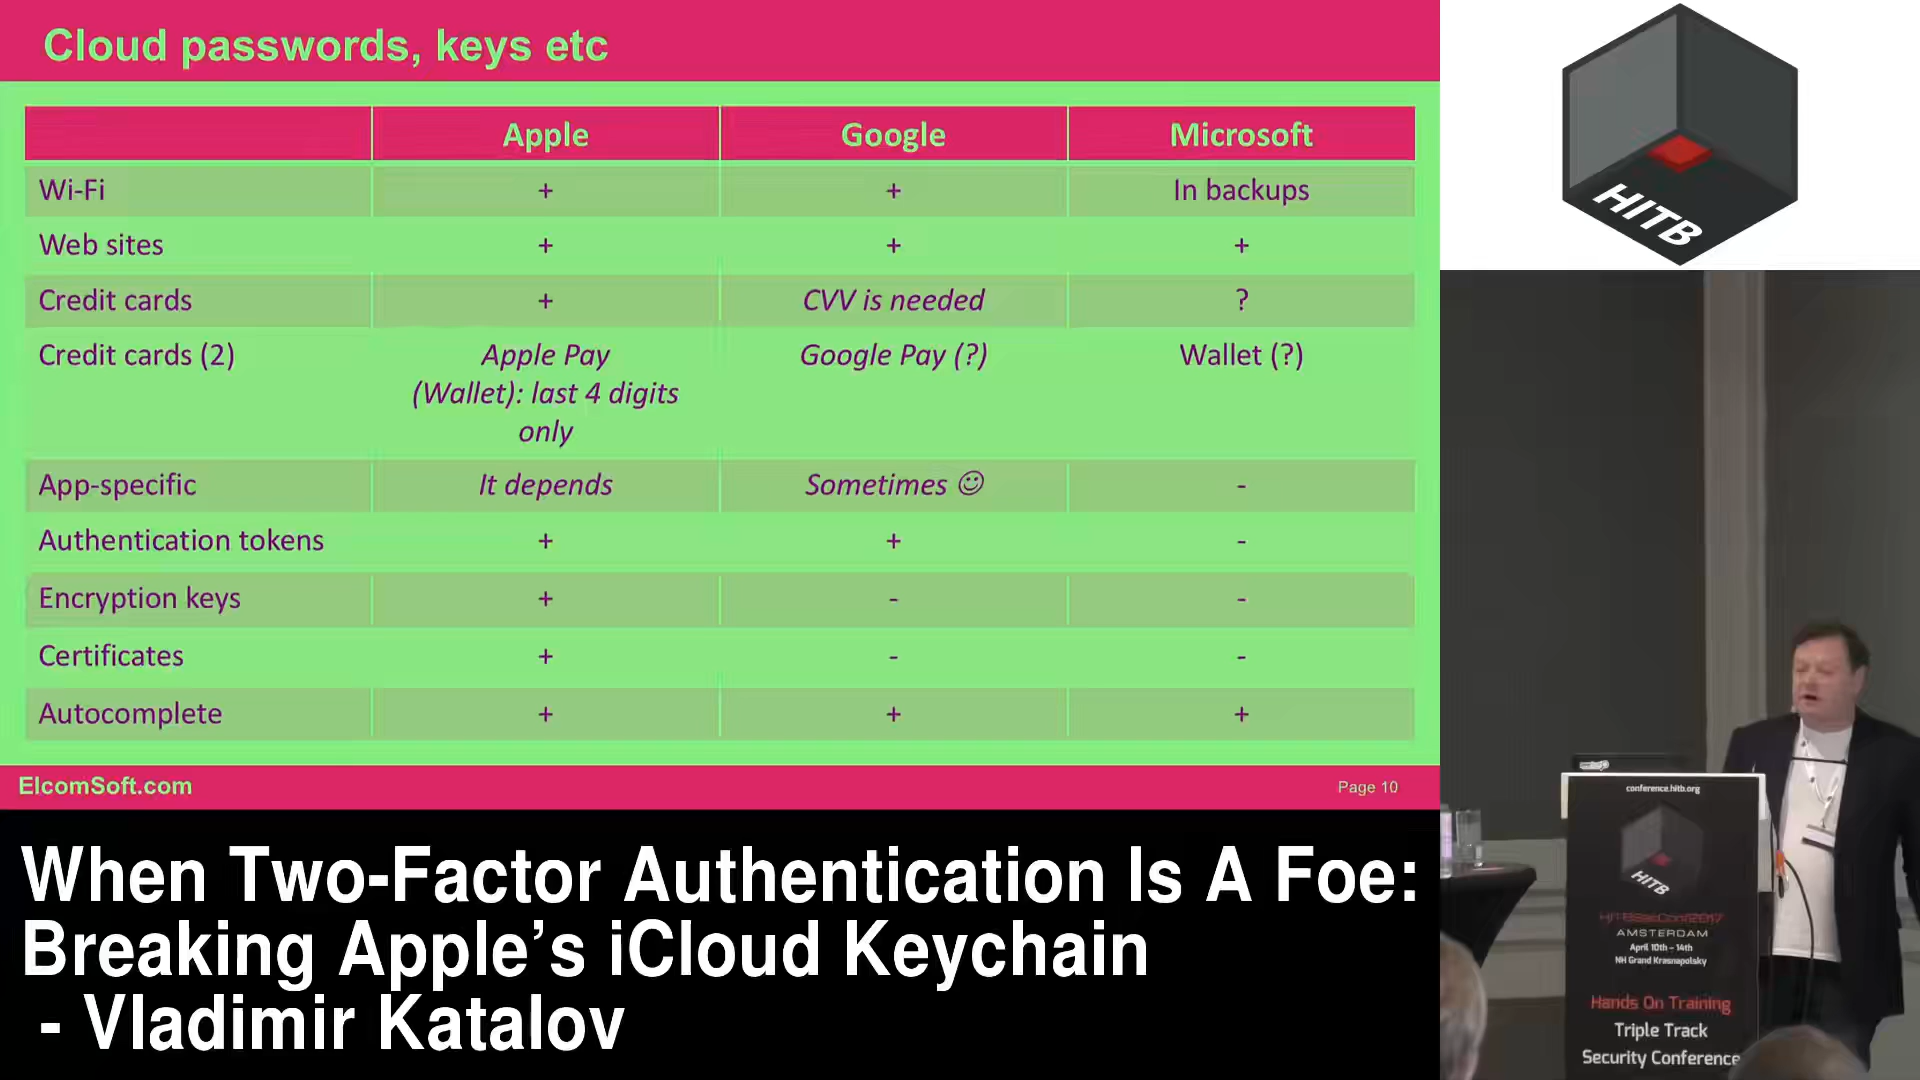 Cloud passwords, keys etc
Apple Google Microsoft
Wi-Fi + + In backups
Web sites + + +
Credit cards + CVV is needed ?
Credit cards (2) Apple Pay (Wallet): last 4 digits only Google Pay (?) Wallet (?)
App-specific It depends Sometimes ☺ -
Authentication tokens + + -
Encryption keys + - -
Certificates + - -
Autocomplete + + +
ElcomSoft.com
Page 10
When Two-Factor Authentication Is A Foe:
Breaking Apple’s iCloud Keychain
- Vladimir Katalov
HITB
conference.hitb.org
HITB
HITBSecConf2017
AMSTERDAM
April 10th - 14th
NH Grand Krasnapolsky
Hands On Training
Triple Track
Security Conference